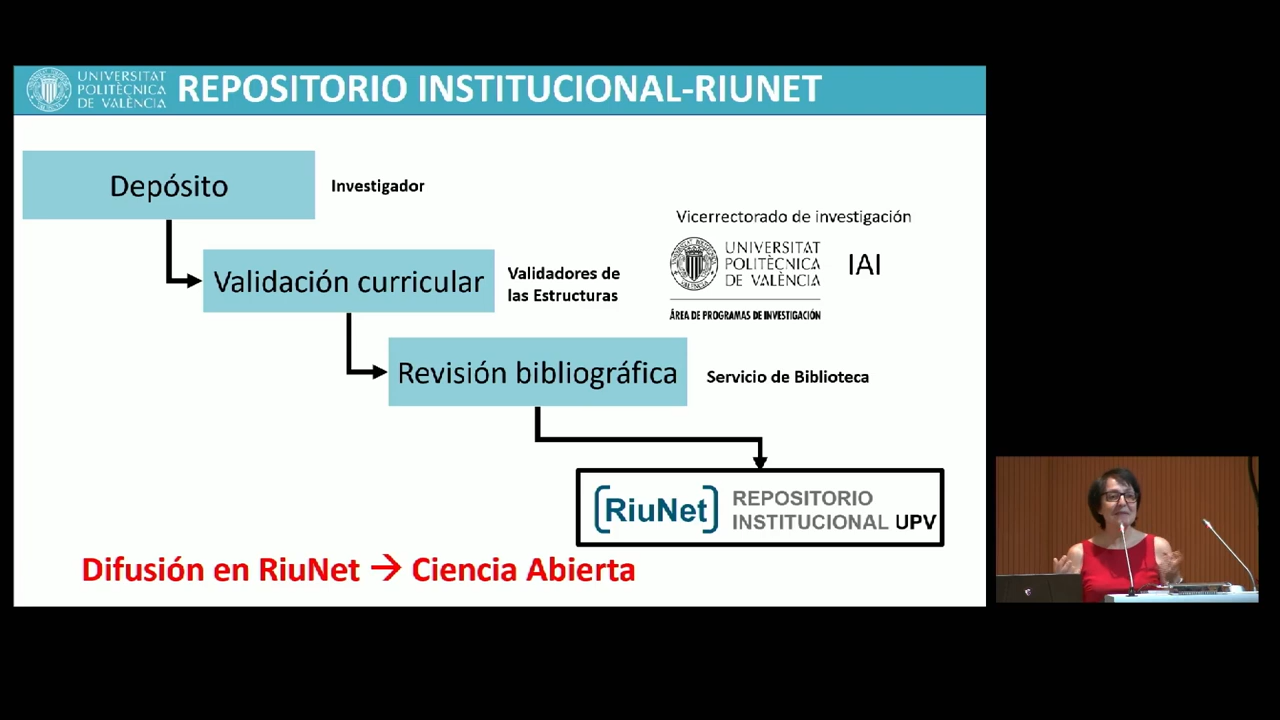 UNIVERSITAT
POLITÈCNICA
DE VALÈNCIA
REPOSITORIO INSTITUCIONAL-RIUNET
Depósito
Investigador
Vicerrectorado de investigación
UNIVERSITAT
POLITÈCNICA
DE VALÈNCIA
IAI
ÁREA DE PROGRAMAS DE INVESTIGACIÓN
Validación curricular
Validadores de
las Estructuras
Revisión bibliográfica
Servicio de Biblioteca
[RiuNet]
REPOSITORIO
INSTITUCIONAL UPV
Difusión en RiuNet → Ciencia Abierta